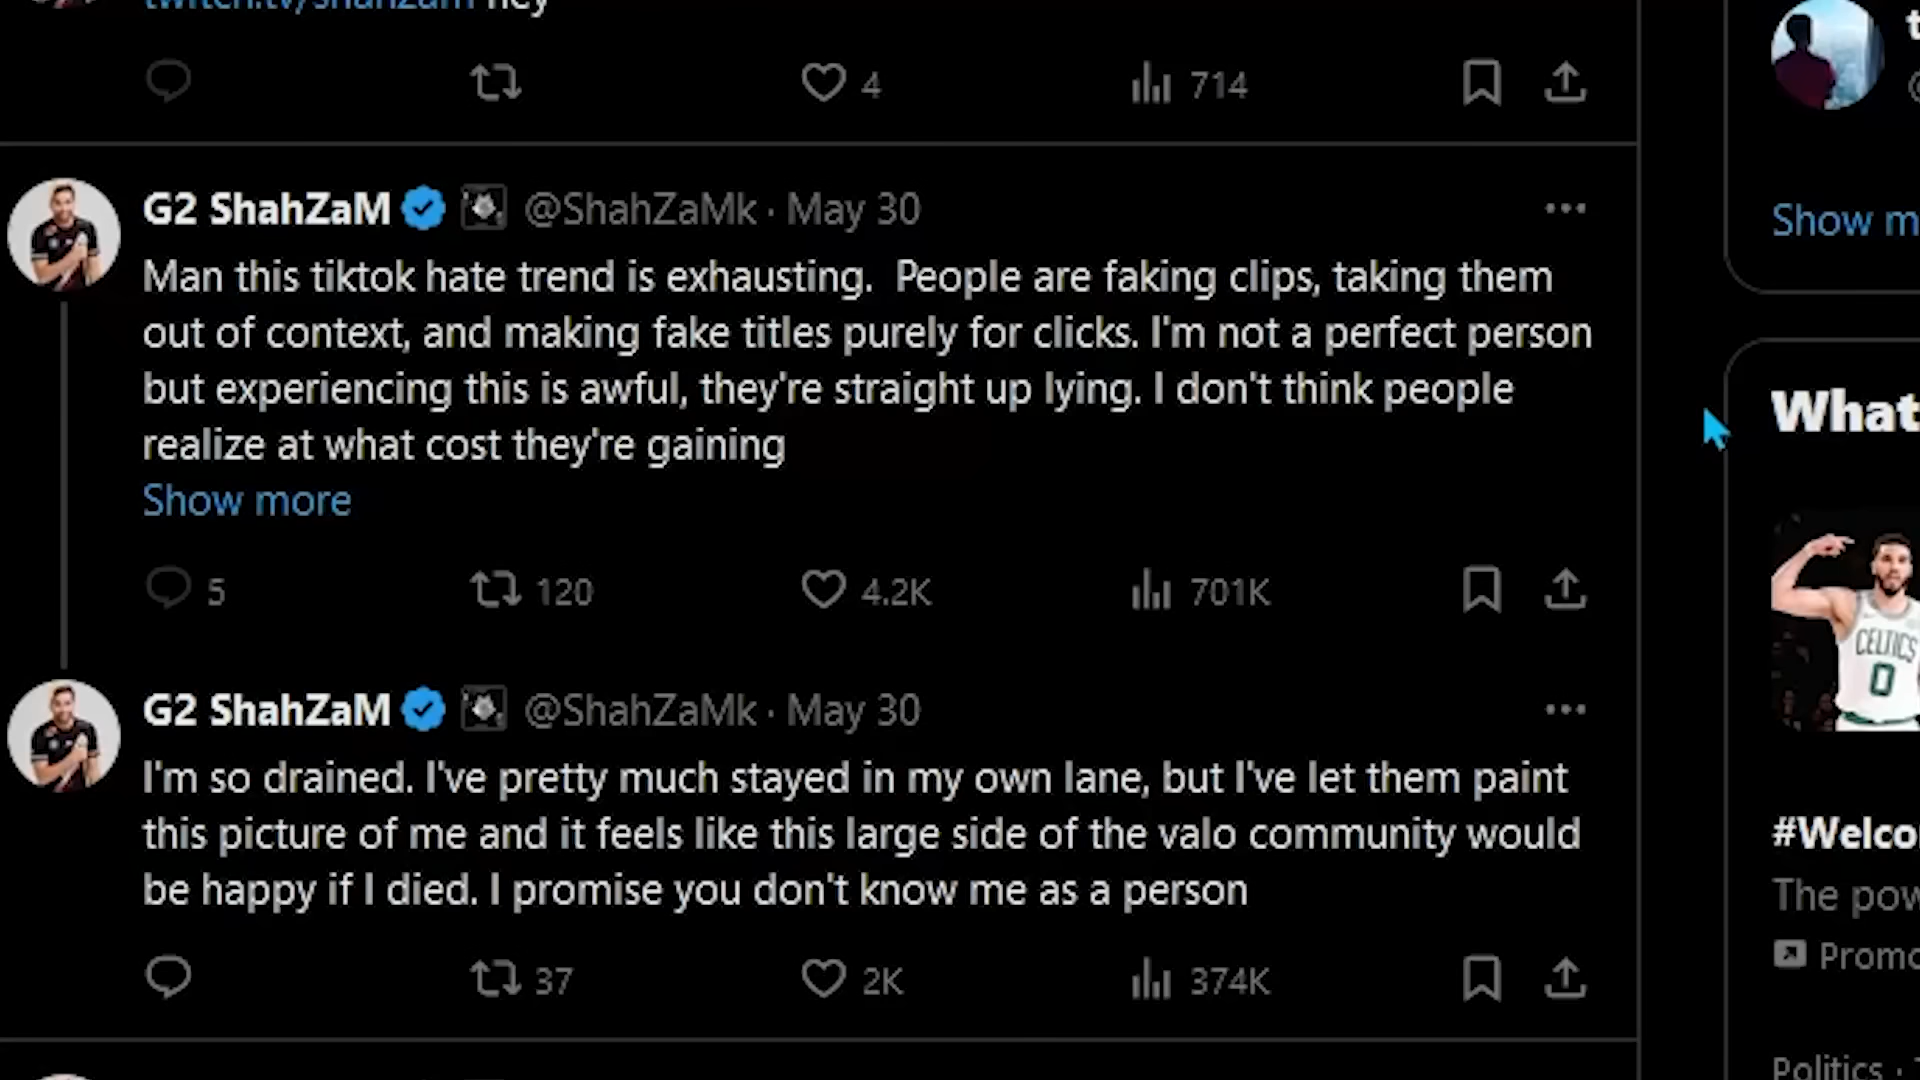 twitch.tv/shahzam hey
4
714
G2 ShahZaM @ShahZaMk · May 30
Man this tiktok hate trend is exhausting.  People are faking clips, taking them
out of context, and making fake titles purely for clicks. I'm not a perfect person
but experiencing this is awful, they're straight up lying. I don't think people
realize at what cost they're gaining
Show more
5
120
4.2K
701K
G2 ShahZaM @ShahZaMk · May 30
I'm so drained. I've pretty much stayed in my own lane, but I've let them paint
this picture of me and it feels like this large side of the valo community would
be happy if I died. I promise you don't know me as a person
37
2K
374K
t
@
Show m
What
CELTICS
0
#Welco
The pow
Promo
Politics ·